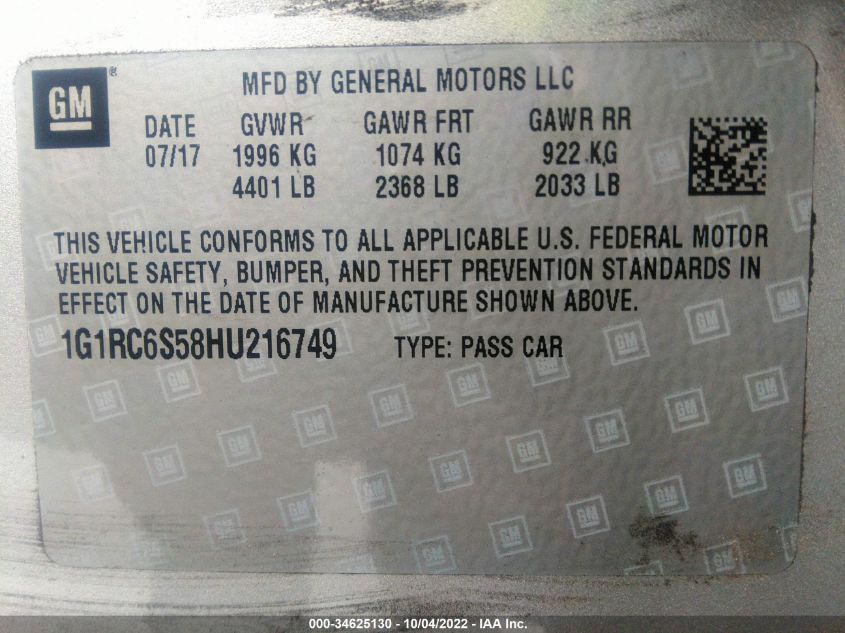 GM®
MFD BY GENERAL MOTORS LLC
DATE GVWR GAWR FRT GAWR RR
07/17 1996 KG 1074 KG 922 KG
4401 LB 2368 LB 2033 LB
THIS VEHICLE CONFORMS TO ALL APPLICABLE U.S. FEDERAL MOTOR
VEHICLE SAFETY, BUMPER, AND THEFT PREVENTION STANDARDS IN
EFFECT ON THE DATE OF MANUFACTURE SHOWN ABOVE.
1G1RC6S58HU216749 TYPE: PASS CAR
000-34625130 - 10/04/2022 - IAA Inc.